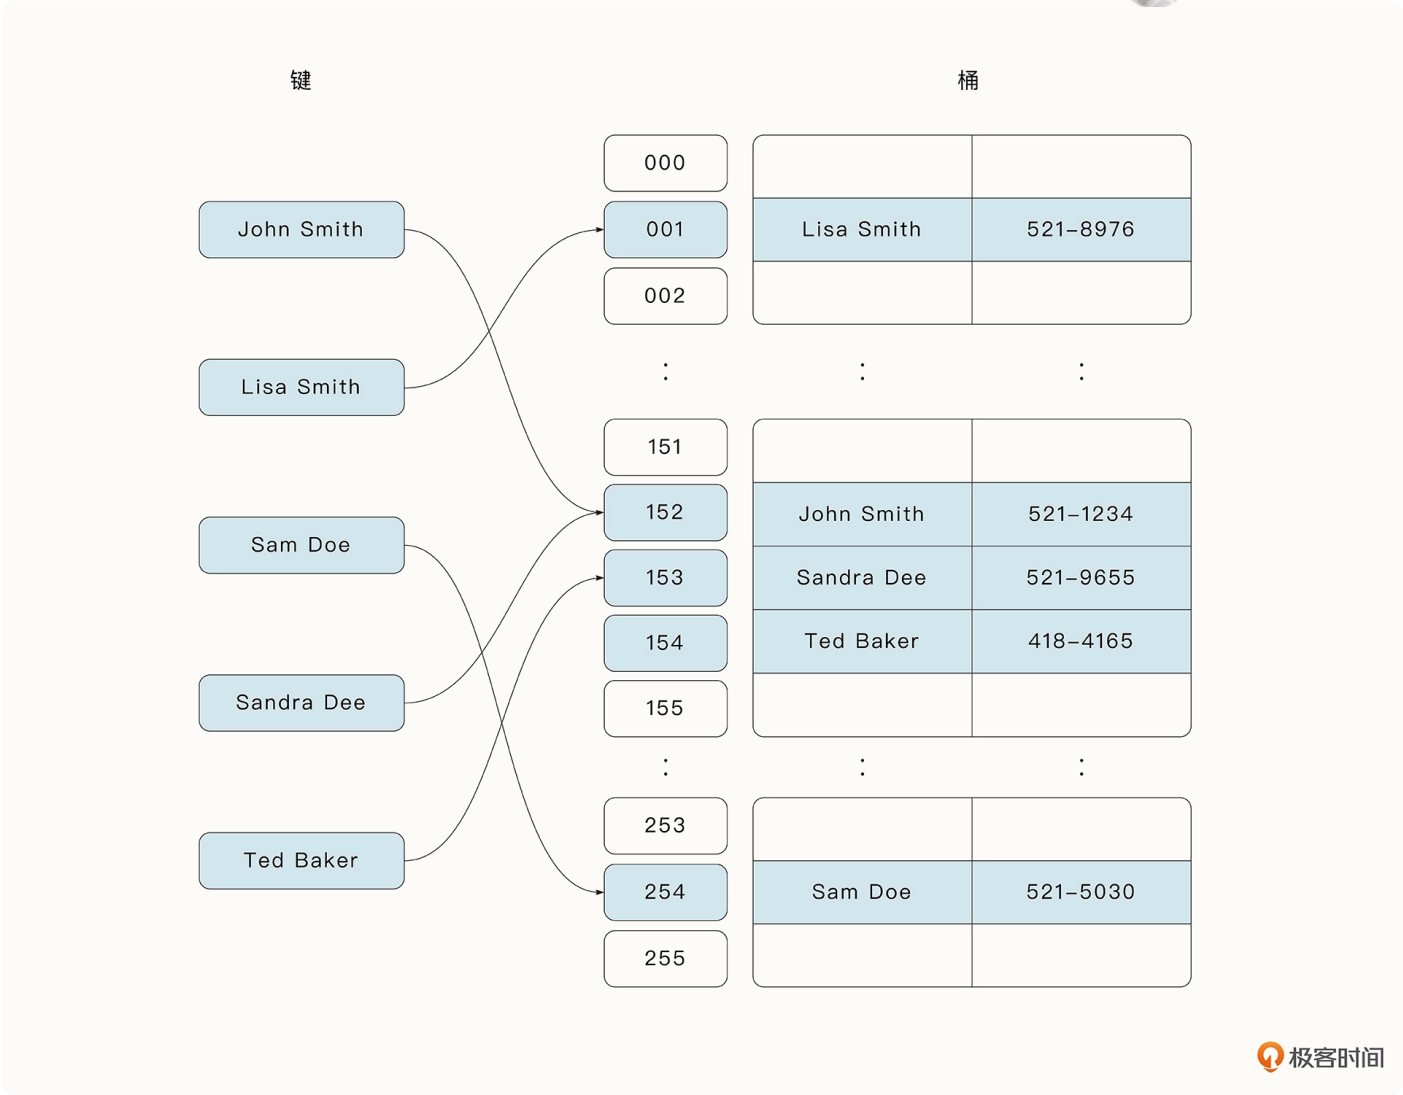 键
桶
John Smith
Lisa Smith
Sam Doe
Sandra Dee
Ted Baker
000
001 Lisa Smith 521-8976
002
: : :
151
152 John Smith 521-1234
153 Sandra Dee 521-9655
154 Ted Baker 418-4165
155
: : :
253
254 Sam Doe 521-5030
255
极客时间